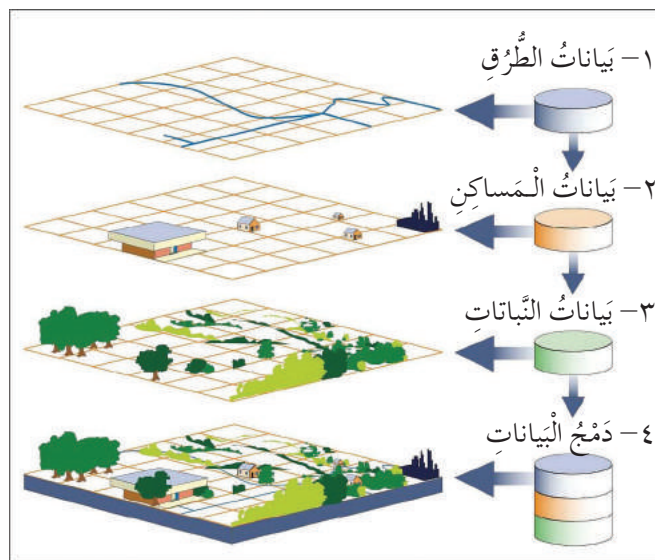 ١- بَياناتُ الطُّرُقِ
٢- بَياناتُ الْـمَساكِنِ
٣- بَياناتُ النَّباتاتِ
٤- دَمْجُ الْبَياناتِ